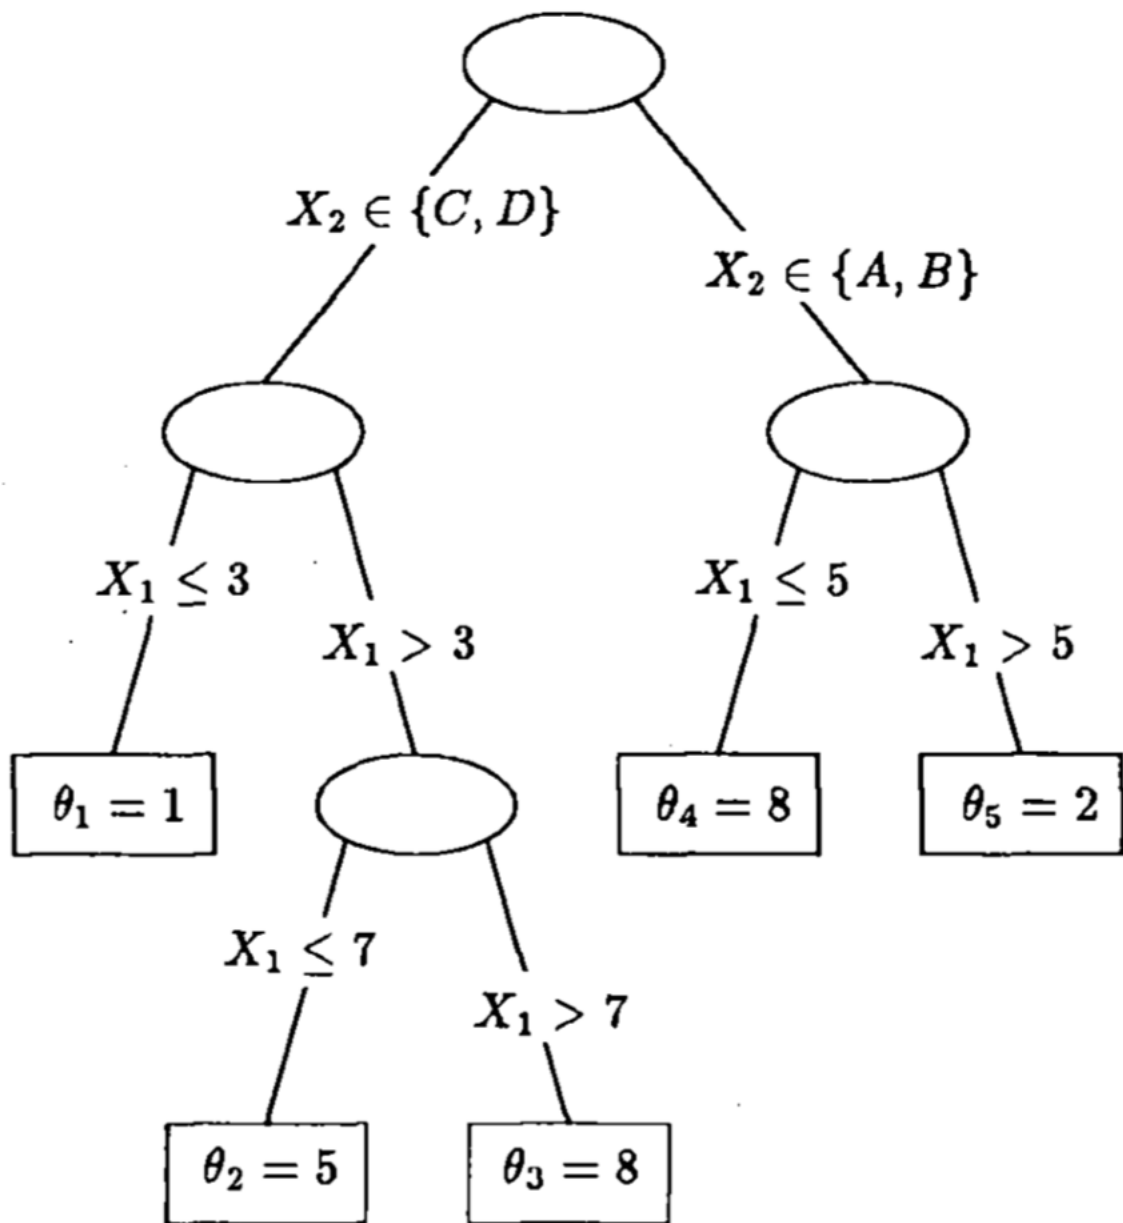 X₂ ∈ {C, D}
X₂ ∈ {A, B}
X₁ ≤ 3
X₁ > 3
X₁ ≤ 5
X₁ > 5
θ₁ = 1
θ₄ = 8
θ₅ = 2
X₁ ≤ 7
X₁ > 7
θ₂ = 5
θ₃ = 8